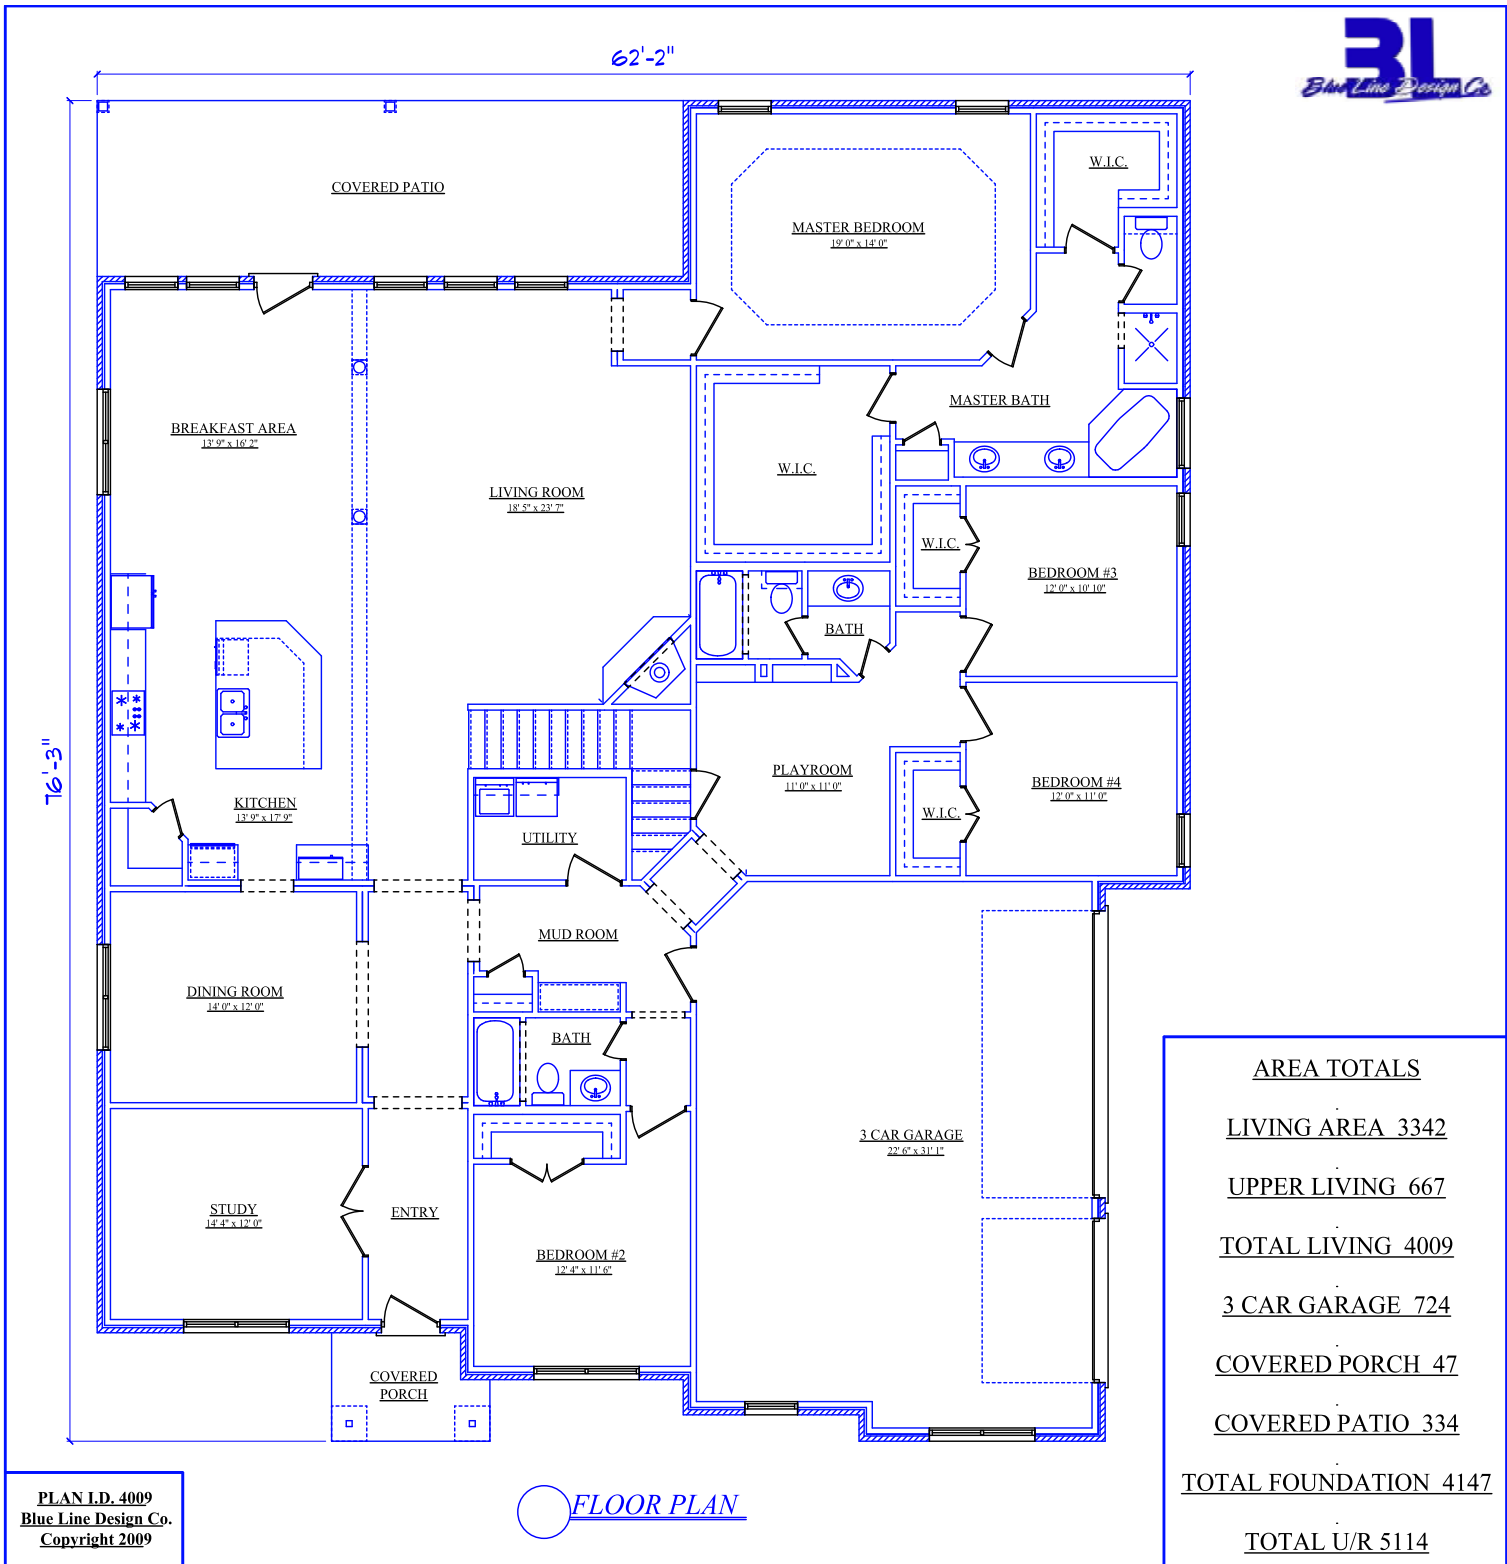 62'-2"
BL
Blue Line Design Co
COVERED PATIO
W.I.C.
MASTER BEDROOM
19' 0" x 14' 0"
BREAKFAST AREA
13' 9" x 16' 2"
MASTER BATH
LIVING ROOM
18' 5" x 23' 7"
W.I.C.
W.I.C.
BEDROOM #3
12' 0" x 10' 10"
BATH
76'-3"
KITCHEN
13' 9" x 17' 9"
PLAYROOM
11' 0" x 11' 0"
BEDROOM #4
12' 0" x 11' 0"
W.I.C.
UTILITY
MUD ROOM
DINING ROOM
14' 0" x 12' 0"
BATH
3 CAR GARAGE
22' 6" x 31' 1"
STUDY
14' 4" x 12' 0"
ENTRY
BEDROOM #2
12' 4" x 11' 6"
COVERED
PORCH
AREA TOTALS
.
LIVING AREA 3342
.
UPPER LIVING 667
.
TOTAL LIVING 4009
.
3 CAR GARAGE 724
.
COVERED PORCH 47
.
COVERED PATIO 334
.
TOTAL FOUNDATION 4147
.
TOTAL U/R 5114
PLAN I.D. 4009
Blue Line Design Co.
Copyright 2009
FLOOR PLAN